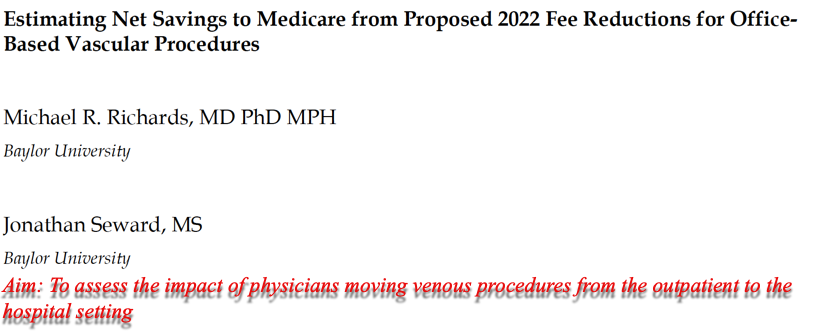 Estimating Net Savings to Medicare from Proposed 2022 Fee Reductions for Office-
Based Vascular Procedures
Michael R. Richards, MD PhD MPH
Baylor University
Jonathan Seward, MS
Baylor University
Aim: To assess the impact of physicians moving venous procedures from the outpatient to the
hospital setting